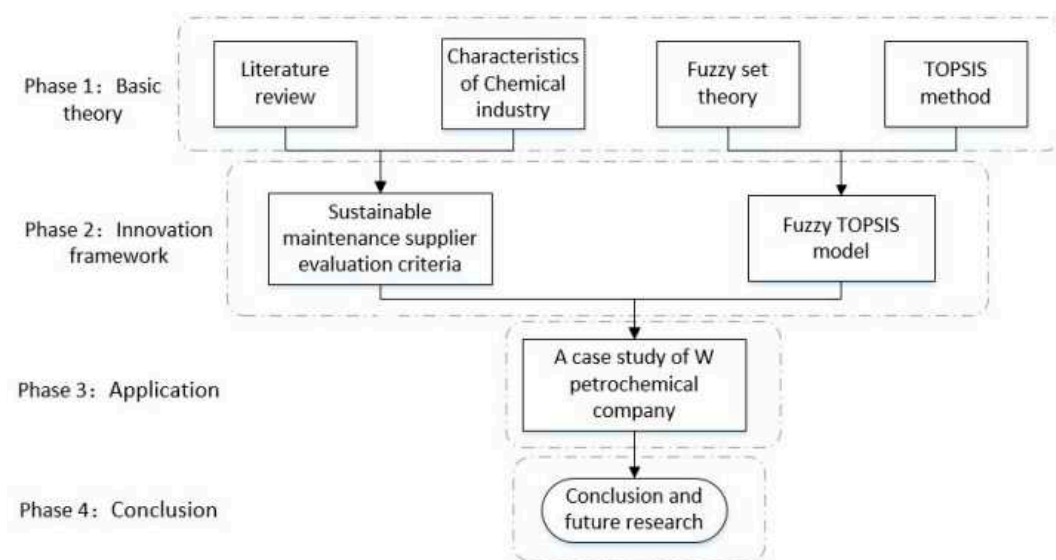 Phase 1：Basic
theory
Literature
review
Characteristics
of Chemical
industry
Fuzzy set
theory
TOPSIS
method
Phase 2：Innovation
framework
Sustainable
maintenance supplier
evaluation criteria
Fuzzy TOPSIS
model
Phase 3：Application
A case study of W
petrochemical
company
Phase 4：Conclusion
Conclusion and
future research